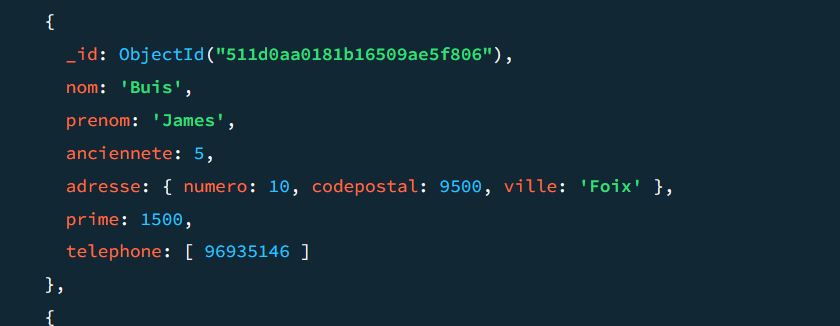 {
_id: ObjectId("511d0aa0181b16509ae5f806"),
nom: 'Buis',
prenom: 'James',
anciennete: 5,
adresse: { numero: 10, codepostal: 9500, ville: 'Foix' },
prime: 1500,
telephone: [ 96935146 ]
},
{